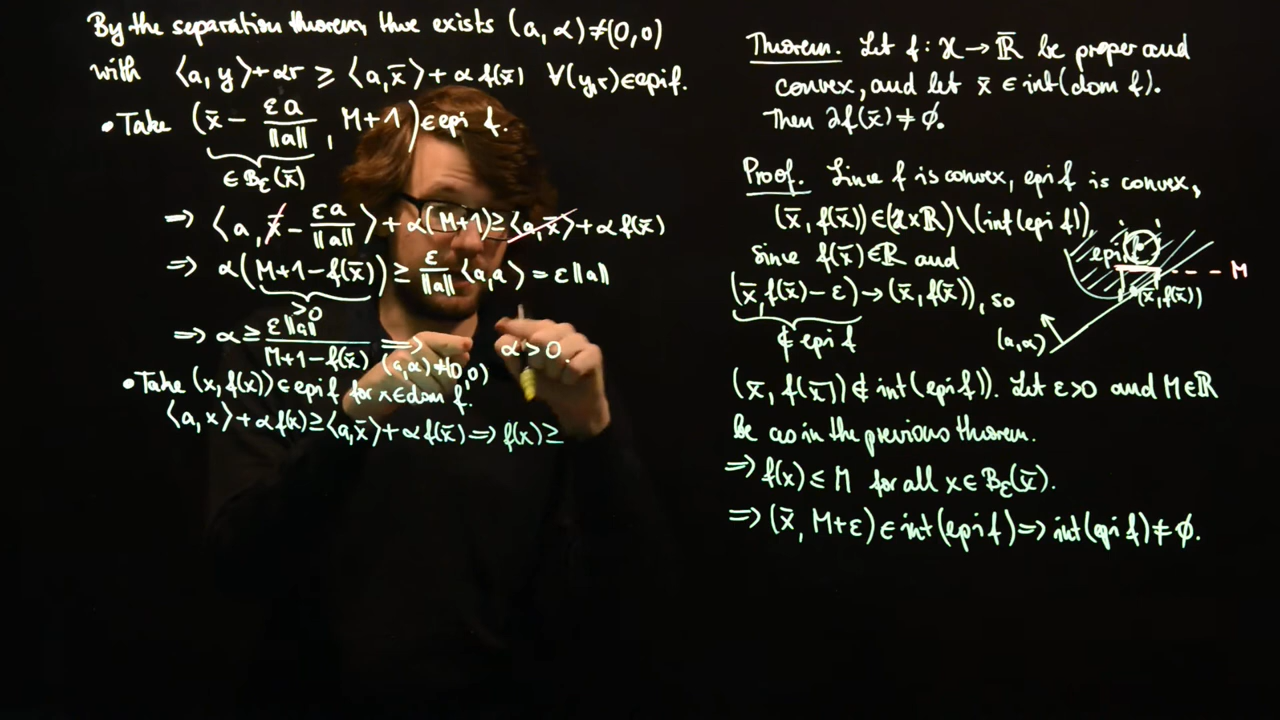 By the separation theorem, there exists (a, α) ≠ (0,0)
with ⟨a, y⟩ + αr ≥ ⟨a, x̄⟩ + α f(x̄) ∀(y,r) ∈ epi f.
• Take (x̄ − εa/‖a‖, M+1) ∈ epi f.
∈ B_ε(x̄)
⇒ ⟨a, x̄ − εa/‖a‖⟩ + α(M+1) ≥ ⟨a, x̄⟩ + α f(x̄)
⇒ α(M+1−f(x̄)) ≥ ε/‖a‖ ⟨a,a⟩ = ε‖a‖
>0
⇒ α ≥ ε‖a‖/(M+1−f(x̄)) ⇒ α > 0.
(a,α) ≠ (0,0)
• Take (x, f(x)) ∈ epi f for x ∈ dom f.
⟨a, x⟩ + α f(x) ≥ ⟨a, x̄⟩ + α f(x̄) ⇒ f(x) ≥
Theorem. Let f : X → ℝ̄ be proper and
convex, and let x̄ ∈ int(dom f).
Then ∂f(x̄) ≠ ∅.
Proof. Since f is convex, epi f is convex,
(x̄, f(x̄)) ∈ (X×ℝ) \ (int(epi f)),
since f(x̄) ∈ ℝ and
(x̄, f(x̄) − ε) → (x̄, f(x̄)), so
∉ epi f
epi f
M
(x̄, f(x̄))
(a, α)
(x̄, f(x̄) ∉ int(epi f)). Let ε > 0 and M ∈ ℝ
be as in the previous theorem.
⇒ f(x) ≤ M for all x ∈ B_ε(x̄).
⇒ (x̄, M+ε) ∈ int(epi f) ⇒ int(epi f) ≠ ∅.